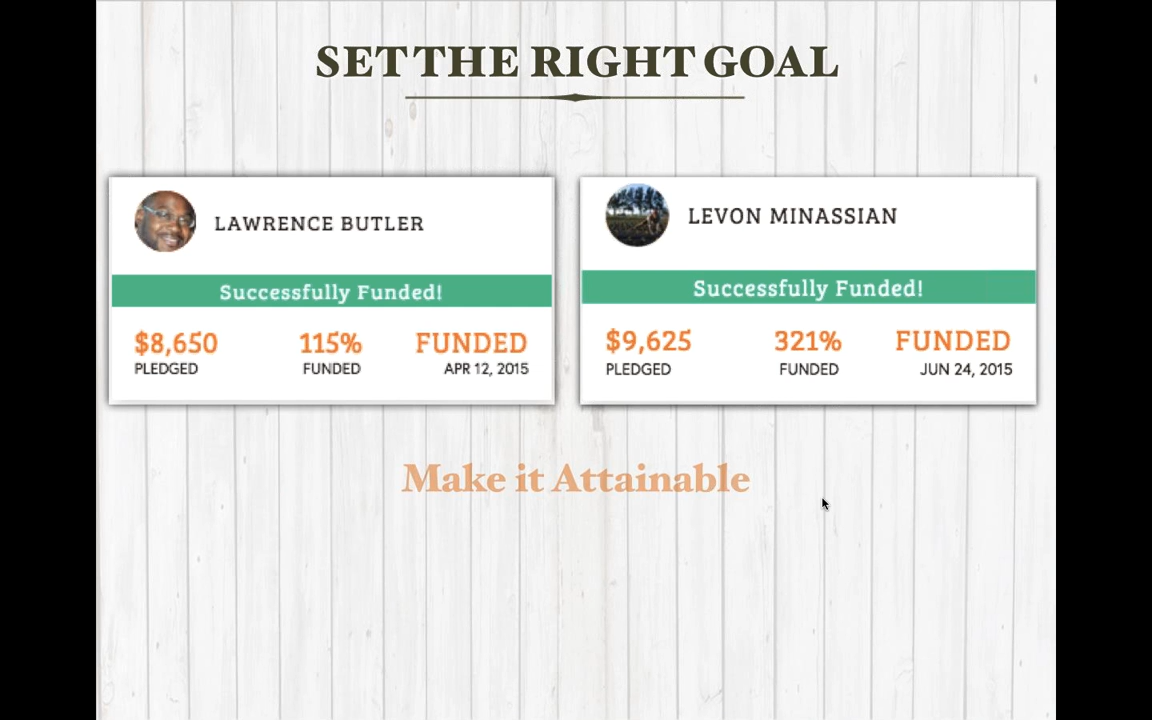 SET THE RIGHT GOAL
LAWRENCE BUTLER
Successfully Funded!
$8,650 115% FUNDED
PLEDGED FUNDED APR 12, 2015
LEVON MINASSIAN
Successfully Funded!
$9,625 321% FUNDED
PLEDGED FUNDED JUN 24, 2015
Make it Attainable